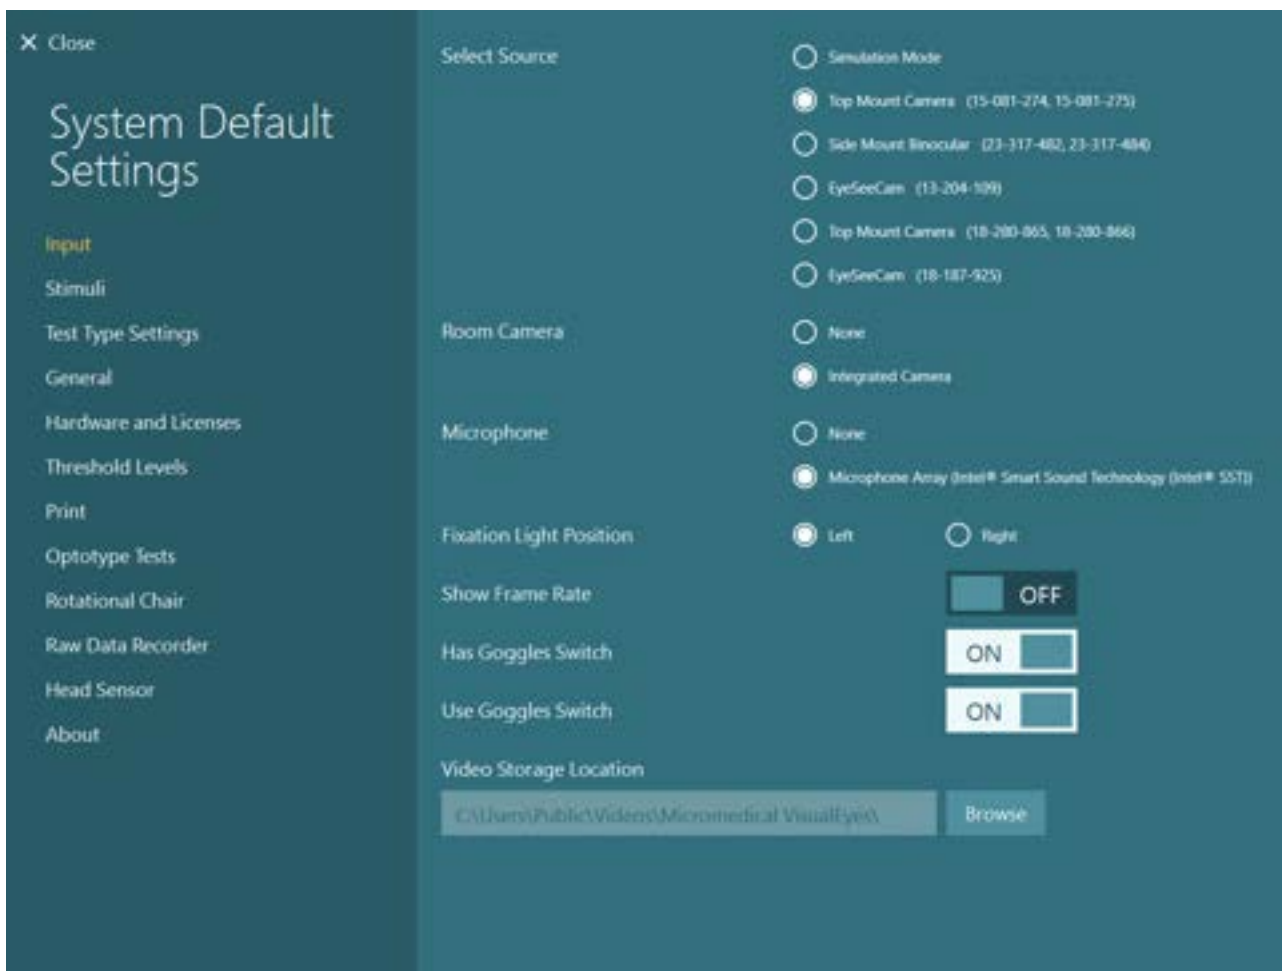 Close
System Default
Settings
Input
Stimuli
Test Type Settings
General
Hardware and Licenses
Threshold Levels
Print
Optotype Tests
Rotational Chair
Raw Data Recorder
Head Sensor
About
Select Source
Simulation Mode
Top Mount Camera (15-081-274, 15-081-275)
Side Mount Binocular (23-317-482, 23-317-484)
EyeSeeCam (13-204-109)
Top Mount Camera (18-280-865, 18-280-866)
EyeSeeCam (18-187-925)
Room Camera
None
Integrated Camera
Microphone
None
Microphone Array (Intel® Smart Sound Technology (Intel® SST))
Fixation Light Position
Left Right
Show Frame Rate
OFF
Has Goggles Switch
ON
Use Goggles Switch
ON
Video Storage Location
C:\Users\Public\Videos\Micromedical VisualEyes\
Browse